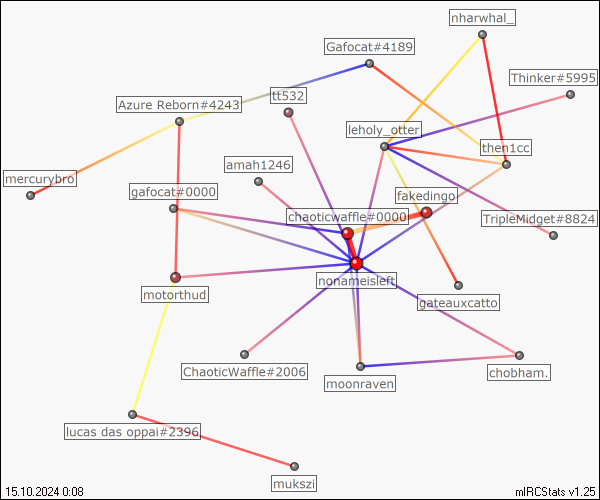 nharwhal_
Gafocat#4189
Thinker#5995
tt532
Azure Reborn#4243
leholy_otter
then1cc
amah1246
mercurybro
gafocat#0000
fakedingo
chaoticwaffle#0000
TripleMidget#8824
nonameisleft
motorthud
gateauxcatto
ChaoticWaffle#2006
chobham.
moonraven
lucas das oppai#2396
mukszi
15.10.2024 0:08
mIRCStats v1.25